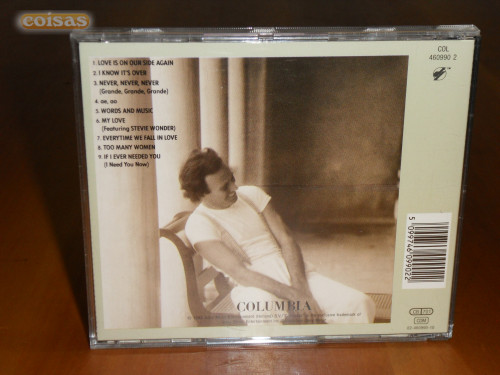 coisas
COL
460990 2
1. LOVE IS ON OUR SIDE AGAIN
2. I KNOW IT'S OVER
3. NEVER, NEVER, NEVER
(Grande, Grande, Grande)
4. AE, AO
5. WORDS AND MUSIC
6. MY LOVE
(Featuring STEVIE WONDER)
7. EVERYTIME WE FALL IN LOVE
8. TOO MANY WOMEN
9. IF I EVER NEEDED YOU
(I Need You Now)
5 099746 099022
COLUMBIA